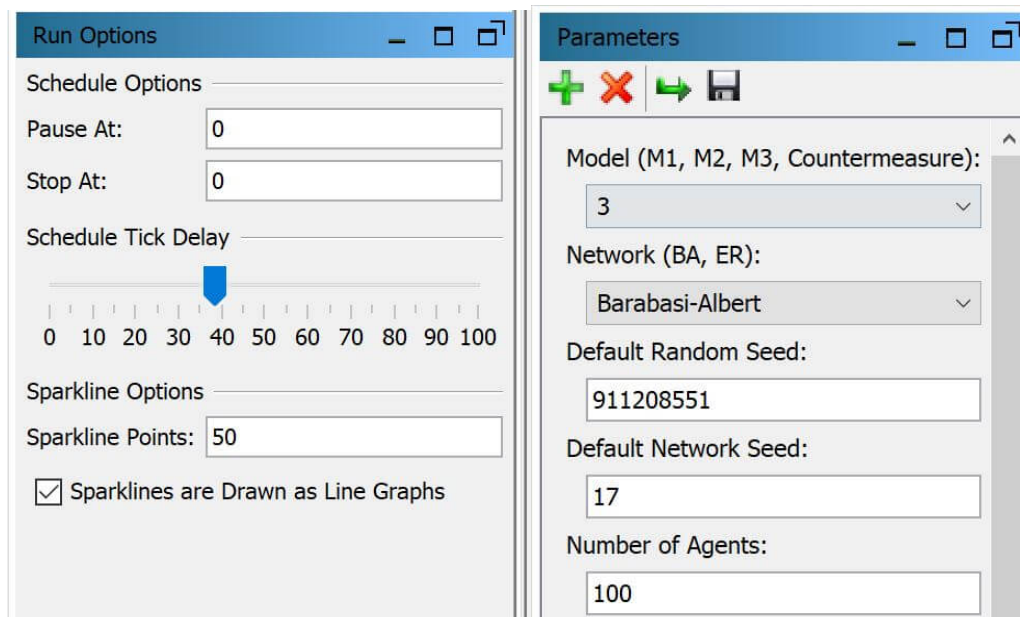 Run Options
Schedule Options
Pause At: 0
Stop At: 0
Schedule Tick Delay
0 10 20 30 40 50 60 70 80 90 100
Sparkline Options
Sparkline Points: 50
Sparklines are Drawn as Line Graphs
Parameters
Model (M1, M2, M3, Countermeasure):
3
Network (BA, ER):
Barabasi-Albert
Default Random Seed:
911208551
Default Network Seed:
17
Number of Agents:
100